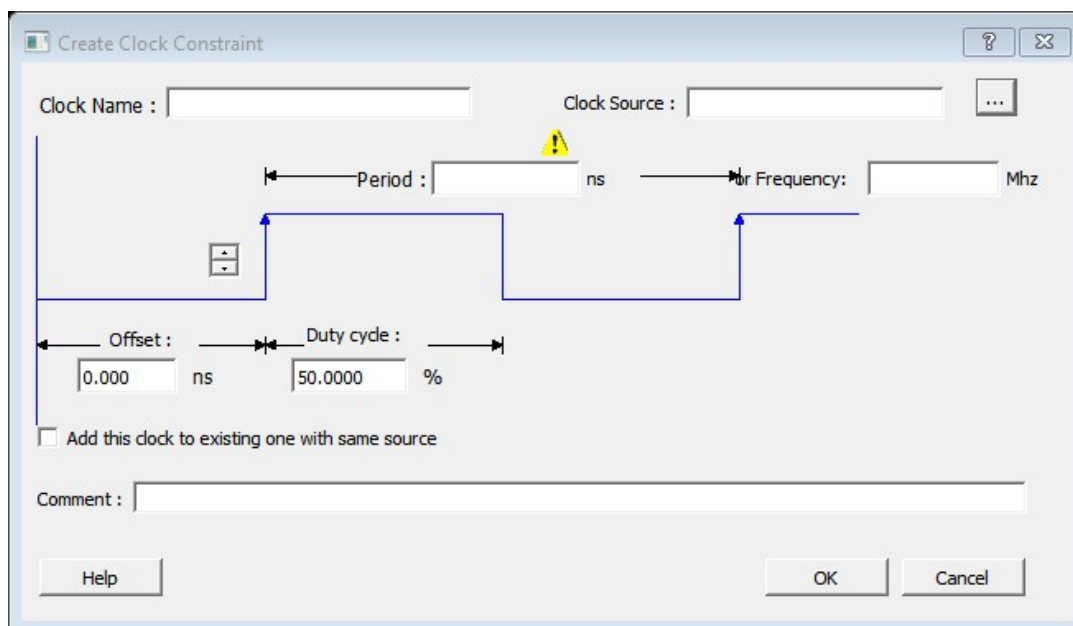 Create Clock Constraint
?
Clock Name :
Clock Source :
...
Period :
ns
or Frequency:
Mhz
Offset :
Duty cycle :
0.000
ns
50.0000
%
Add this clock to existing one with same source
Comment :
Help
OK
Cancel